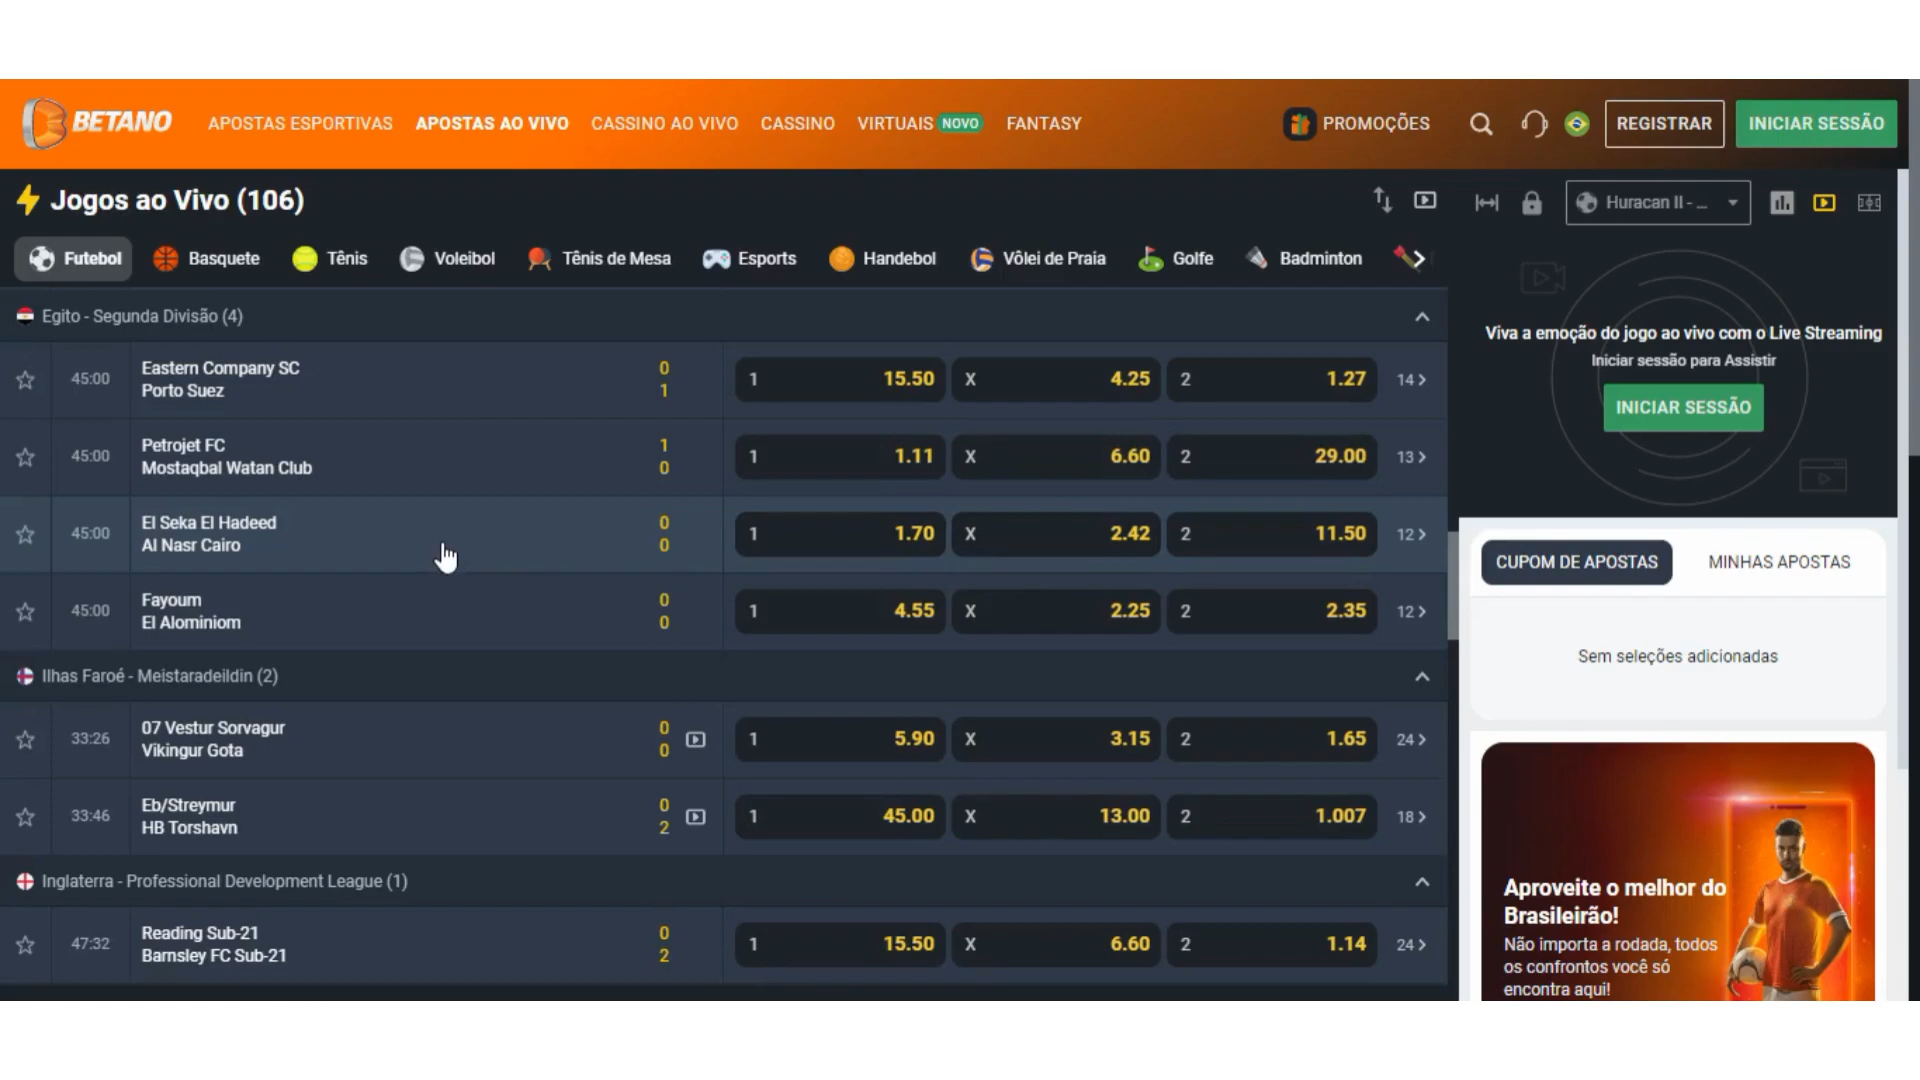 BETANO
APOSTAS ESPORTIVAS
APOSTAS AO VIVO
CASSINO AO VIVO
CASSINO
VIRTUAIS NOVO
FANTASY
PROMOÇÕES
REGISTRAR
INICIAR SESSÃO
Jogos ao Vivo (106)
Huracan II - ...
Futebol
Basquete
Tênis
Voleibol
Tênis de Mesa
Esports
Handebol
Vôlei de Praia
Golfe
Badminton
Egito - Segunda Divisão (4)
45:00
Eastern Company SC 0
Porto Suez 1
1 15.50 X 4.25 2 1.27 14
45:00
Petrojet FC 1
Mostaqbal Watan Club 0
1 1.11 X 6.60 2 29.00 13
45:00
El Seka El Hadeed 0
Al Nasr Cairo 0
1 1.70 X 2.42 2 11.50 12
45:00
Fayoum 0
El Alominiom 0
1 4.55 X 2.25 2 2.35 12
Ilhas Faroé - Meistaradeildin (2)
33:26
07 Vestur Sorvagur 0
Vikingur Gota 0
1 5.90 X 3.15 2 1.65 24
33:46
Eb/Streymur 0
HB Torshavn 2
1 45.00 X 13.00 2 1.007 18
Inglaterra - Professional Development League (1)
47:32
Reading Sub-21 0
Barnsley FC Sub-21 2
1 15.50 X 6.60 2 1.14 24
Viva a emoção do jogo ao vivo com o Live Streaming
Iniciar sessão para Assistir
INICIAR SESSÃO
CUPOM DE APOSTAS
MINHAS APOSTAS
Sem seleções adicionadas
Aproveite o melhor do
Brasileirão!
Não importa a rodada, todos
os confrontos você só
encontra aqui!